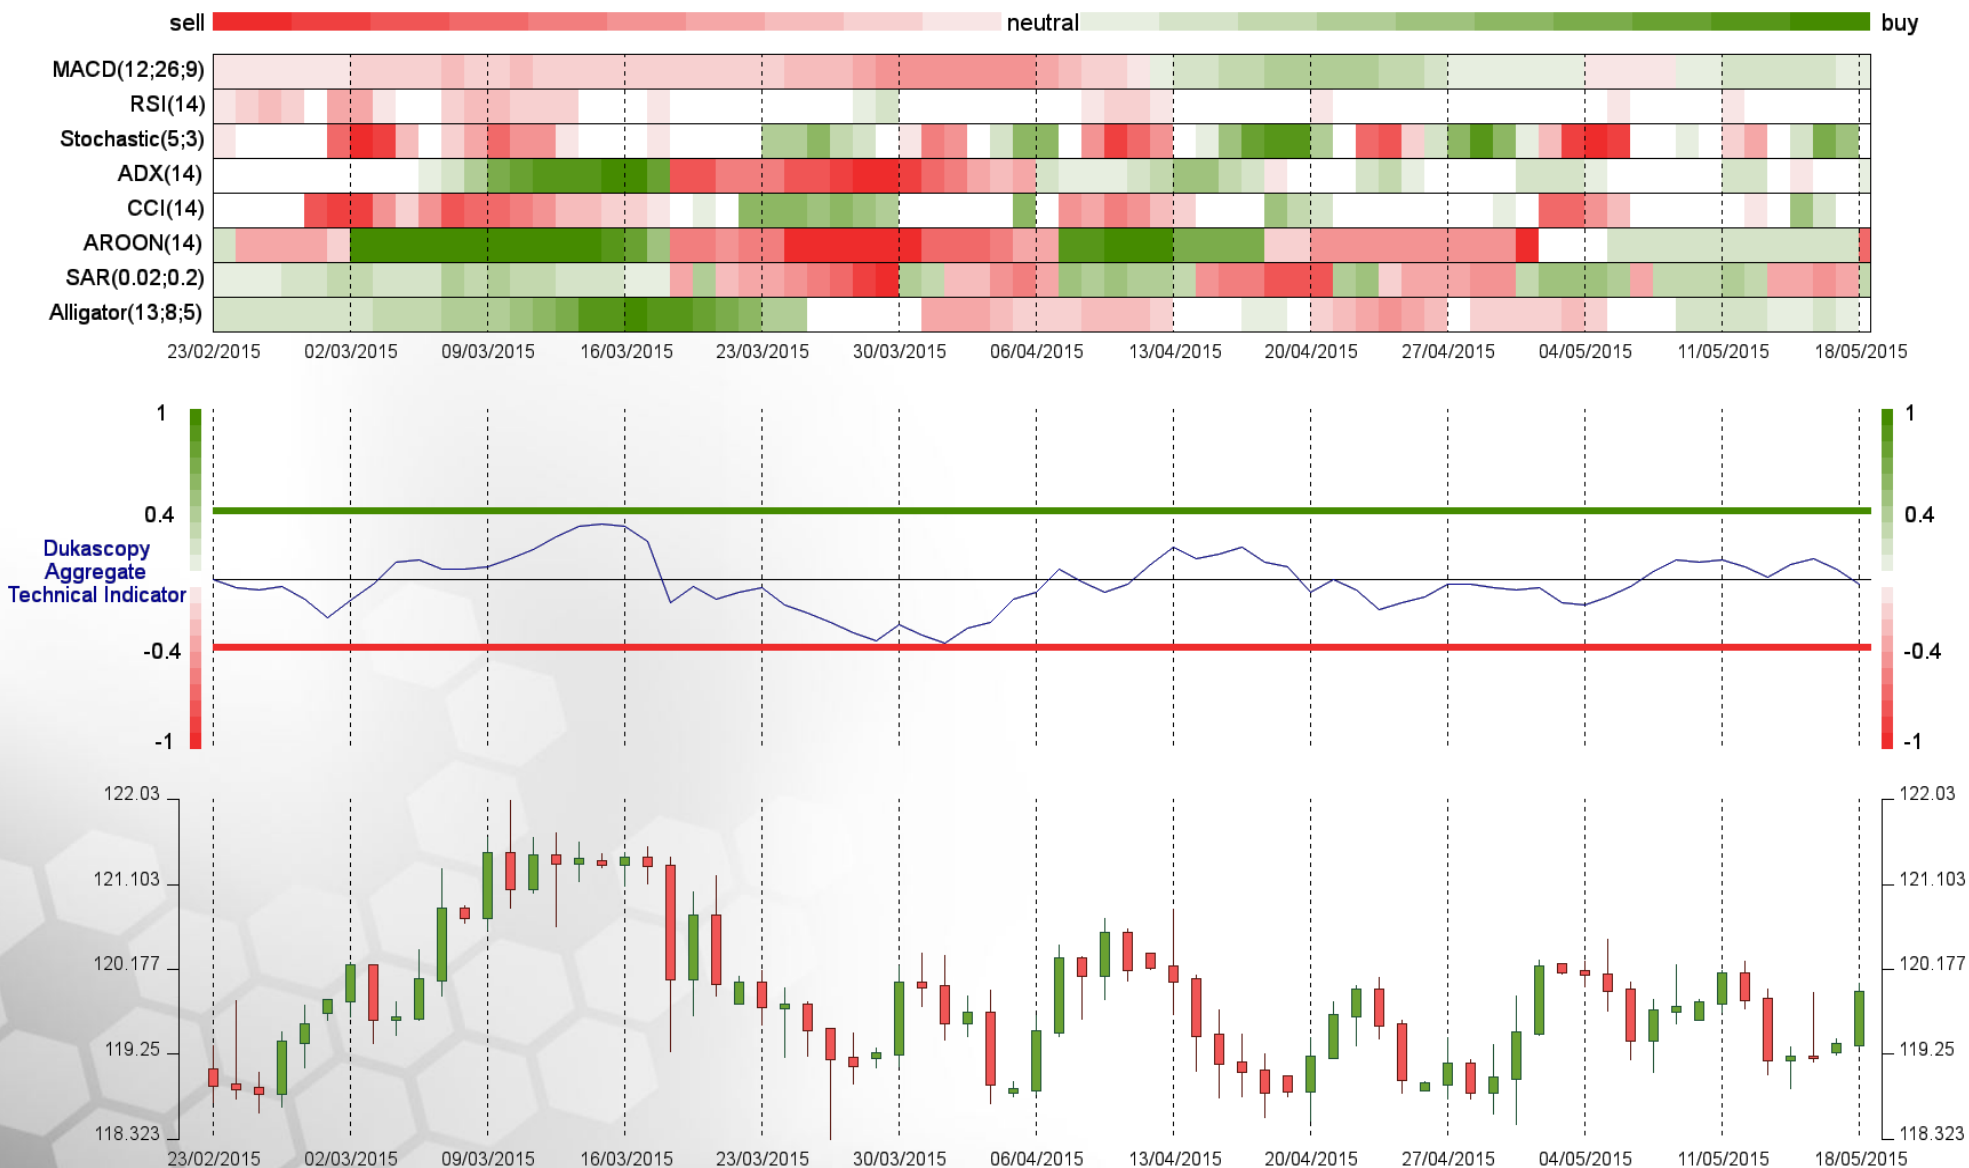 sell neutral buy
MACD(12;26;9)
RSI(14)
Stochastic(5;3)
ADX(14)
CCI(14)
AROON(14)
SAR(0.02;0.2)
Alligator(13;8;5)
23/02/2015 02/03/2015 09/03/2015 16/03/2015 23/03/2015 30/03/2015 06/04/2015 13/04/2015 20/04/2015 27/04/2015 04/05/2015 11/05/2015 18/05/2015
1 1
0.4 0.4
Dukascopy
Aggregate
Technical Indicator
-0.4 -0.4
-1 -1
122.03 122.03
121.103 121.103
120.177 120.177
119.25 119.25
118.323 118.323
23/02/2015 02/03/2015 09/03/2015 16/03/2015 23/03/2015 30/03/2015 06/04/2015 13/04/2015 20/04/2015 27/04/2015 04/05/2015 11/05/2015 18/05/2015